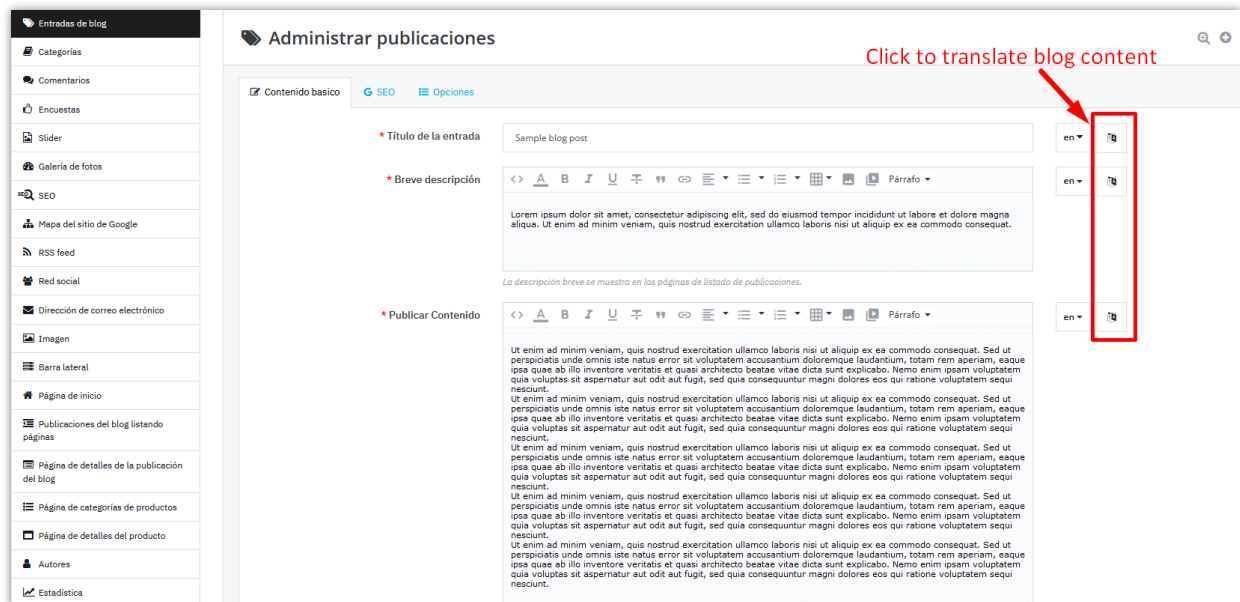 Entradas de blog
Categorías
Comentarios
Encuestas
Slider
Galería de fotos
SEO SEO
Mapa del sitio de Google
RSS feed
Red social
Dirección de correo electrónico
Imagen
Barra lateral
Página de inicio
Publicaciones del blog listando
páginas
Página de detalles de la publicación
del blog
Página de categorías de productos
Página de detalles del producto
Autores
Estadística
Administrar publicaciones
Click to translate blog content
Contenido basico G SEO Opciones
* Título de la entrada Sample blog post en
* Breve descripción <> A B I U T Párrafo en
Lorem ipsum dolor sit amet, consectetur adipiscing elit, sed do eiusmod tempor incididunt ut labore et dolore magna
aliqua. Ut enim ad minim veniam, quis nostrud exercitation ullamco laboris nisi ut aliquip ex ea commodo consequat.
La descripción breve se muestra en las páginas de listado de publicaciones.
* Publicar Contenido <> A B I U T Párrafo en
Ut enim ad minim veniam, quis nostrud exercitation ullamco laboris nisi ut aliquip ex ea commodo consequat. Sed ut
perspiciatis unde omnis iste natus error sit voluptatem accusantium doloremque laudantium, totam rem aperiam, eaque
ipsa quae ab illo inventore veritatis et quasi architecto beatae vitae dicta sunt explicabo. Nemo enim ipsam voluptatem
quia voluptas sit aspernatur aut odit aut fugit, sed quia consequuntur magni dolores eos qui ratione voluptatem sequi
nesciunt.
Ut enim ad minim veniam, quis nostrud exercitation ullamco laboris nisi ut aliquip ex ea commodo consequat. Sed ut
perspiciatis unde omnis iste natus error sit voluptatem accusantium doloremque laudantium, totam rem aperiam, eaque
ipsa quae ab illo inventore veritatis et quasi architecto beatae vitae dicta sunt explicabo. Nemo enim ipsam voluptatem
quia voluptas sit aspernatur aut odit aut fugit, sed quia consequuntur magni dolores eos qui ratione voluptatem sequi
nesciunt.
Ut enim ad minim veniam, quis nostrud exercitation ullamco laboris nisi ut aliquip ex ea commodo consequat. Sed ut
perspiciatis unde omnis iste natus error sit voluptatem accusantium doloremque laudantium, totam rem aperiam, eaque
ipsa quae ab illo inventore veritatis et quasi architecto beatae vitae dicta sunt explicabo. Nemo enim ipsam voluptatem
quia voluptas sit aspernatur aut odit aut fugit, sed quia consequuntur magni dolores eos qui ratione voluptatem sequi
nesciunt.
Ut enim ad minim veniam, quis nostrud exercitation ullamco laboris nisi ut aliquip ex ea commodo consequat. Sed ut
perspiciatis unde omnis iste natus error sit voluptatem accusantium doloremque laudantium, totam rem aperiam, eaque
ipsa quae ab illo inventore veritatis et quasi architecto beatae vitae dicta sunt explicabo. Nemo enim ipsam voluptatem
quia voluptas sit aspernatur aut odit aut fugit, sed quia consequuntur magni dolores eos qui ratione voluptatem sequi
nesciunt.
Ut enim ad minim veniam, quis nostrud exercitation ullamco laboris nisi ut aliquip ex ea commodo consequat. Sed ut
perspiciatis unde omnis iste natus error sit voluptatem accusantium doloremque laudantium, totam rem aperiam, eaque
ipsa quae ab illo inventore veritatis et quasi architecto beatae vitae dicta sunt explicabo. Nemo enim ipsam voluptatem
quia voluptas sit aspernatur aut odit aut fugit, sed quia consequuntur magni dolores eos qui ratione voluptatem sequi
nesciunt.